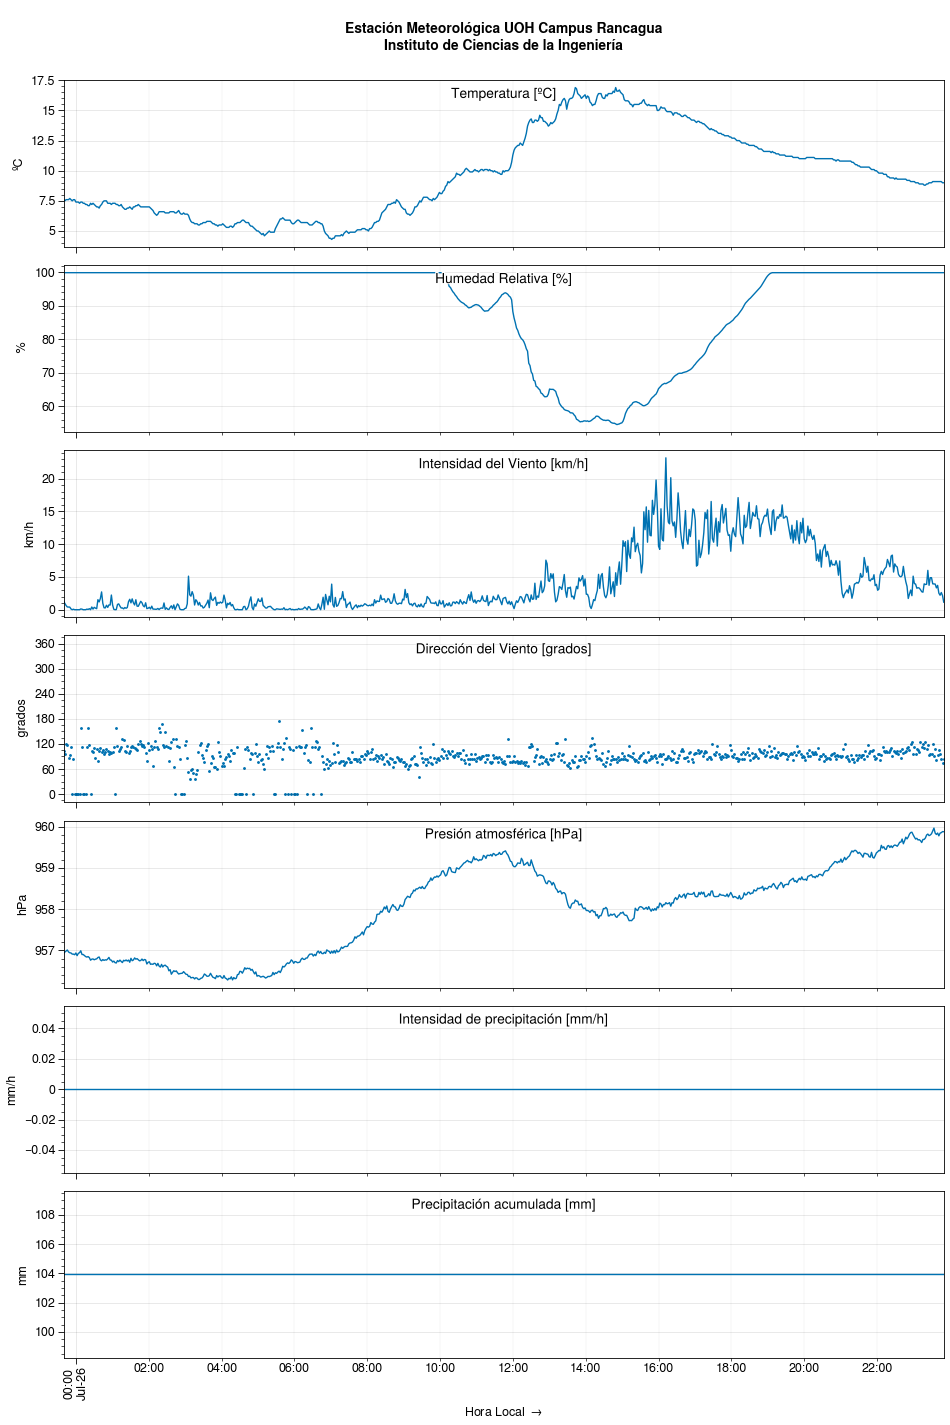 Estación Meteorológica UOH Campus Rancagua
Instituto de Ciencias de la Ingeniería
Temperatura [ºC]
17.5
15
12.5
10
7.5
5
ºC
Humedad Relativa [%]
100
90
80
70
60
%
Intensidad del Viento [km/h]
20
15
10
5
0
km/h
Dirección del Viento [grados]
360
300
240
180
120
60
0
grados
Presión atmosférica [hPa]
960
959
958
957
hPa
Intensidad de precipitación [mm/h]
0.04
0.02
0
−0.02
−0.04
mm/h
Precipitación acumulada [mm]
108
106
104
102
100
mm
00:00
Jul-26
02:00
04:00
06:00
08:00
10:00
12:00
14:00
16:00
18:00
20:00
22:00
Hora Local →